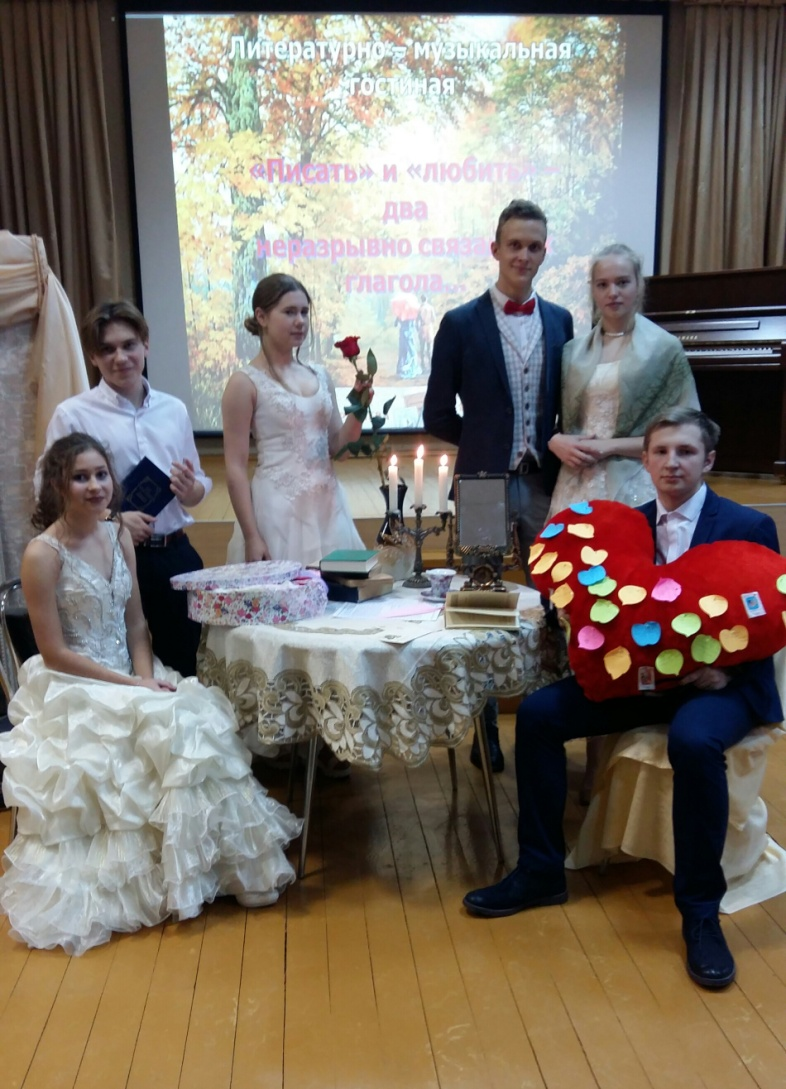 Литературно – музыкальная
гостиная
«Писать» и «любить» –
два
неразрывно
глагола...